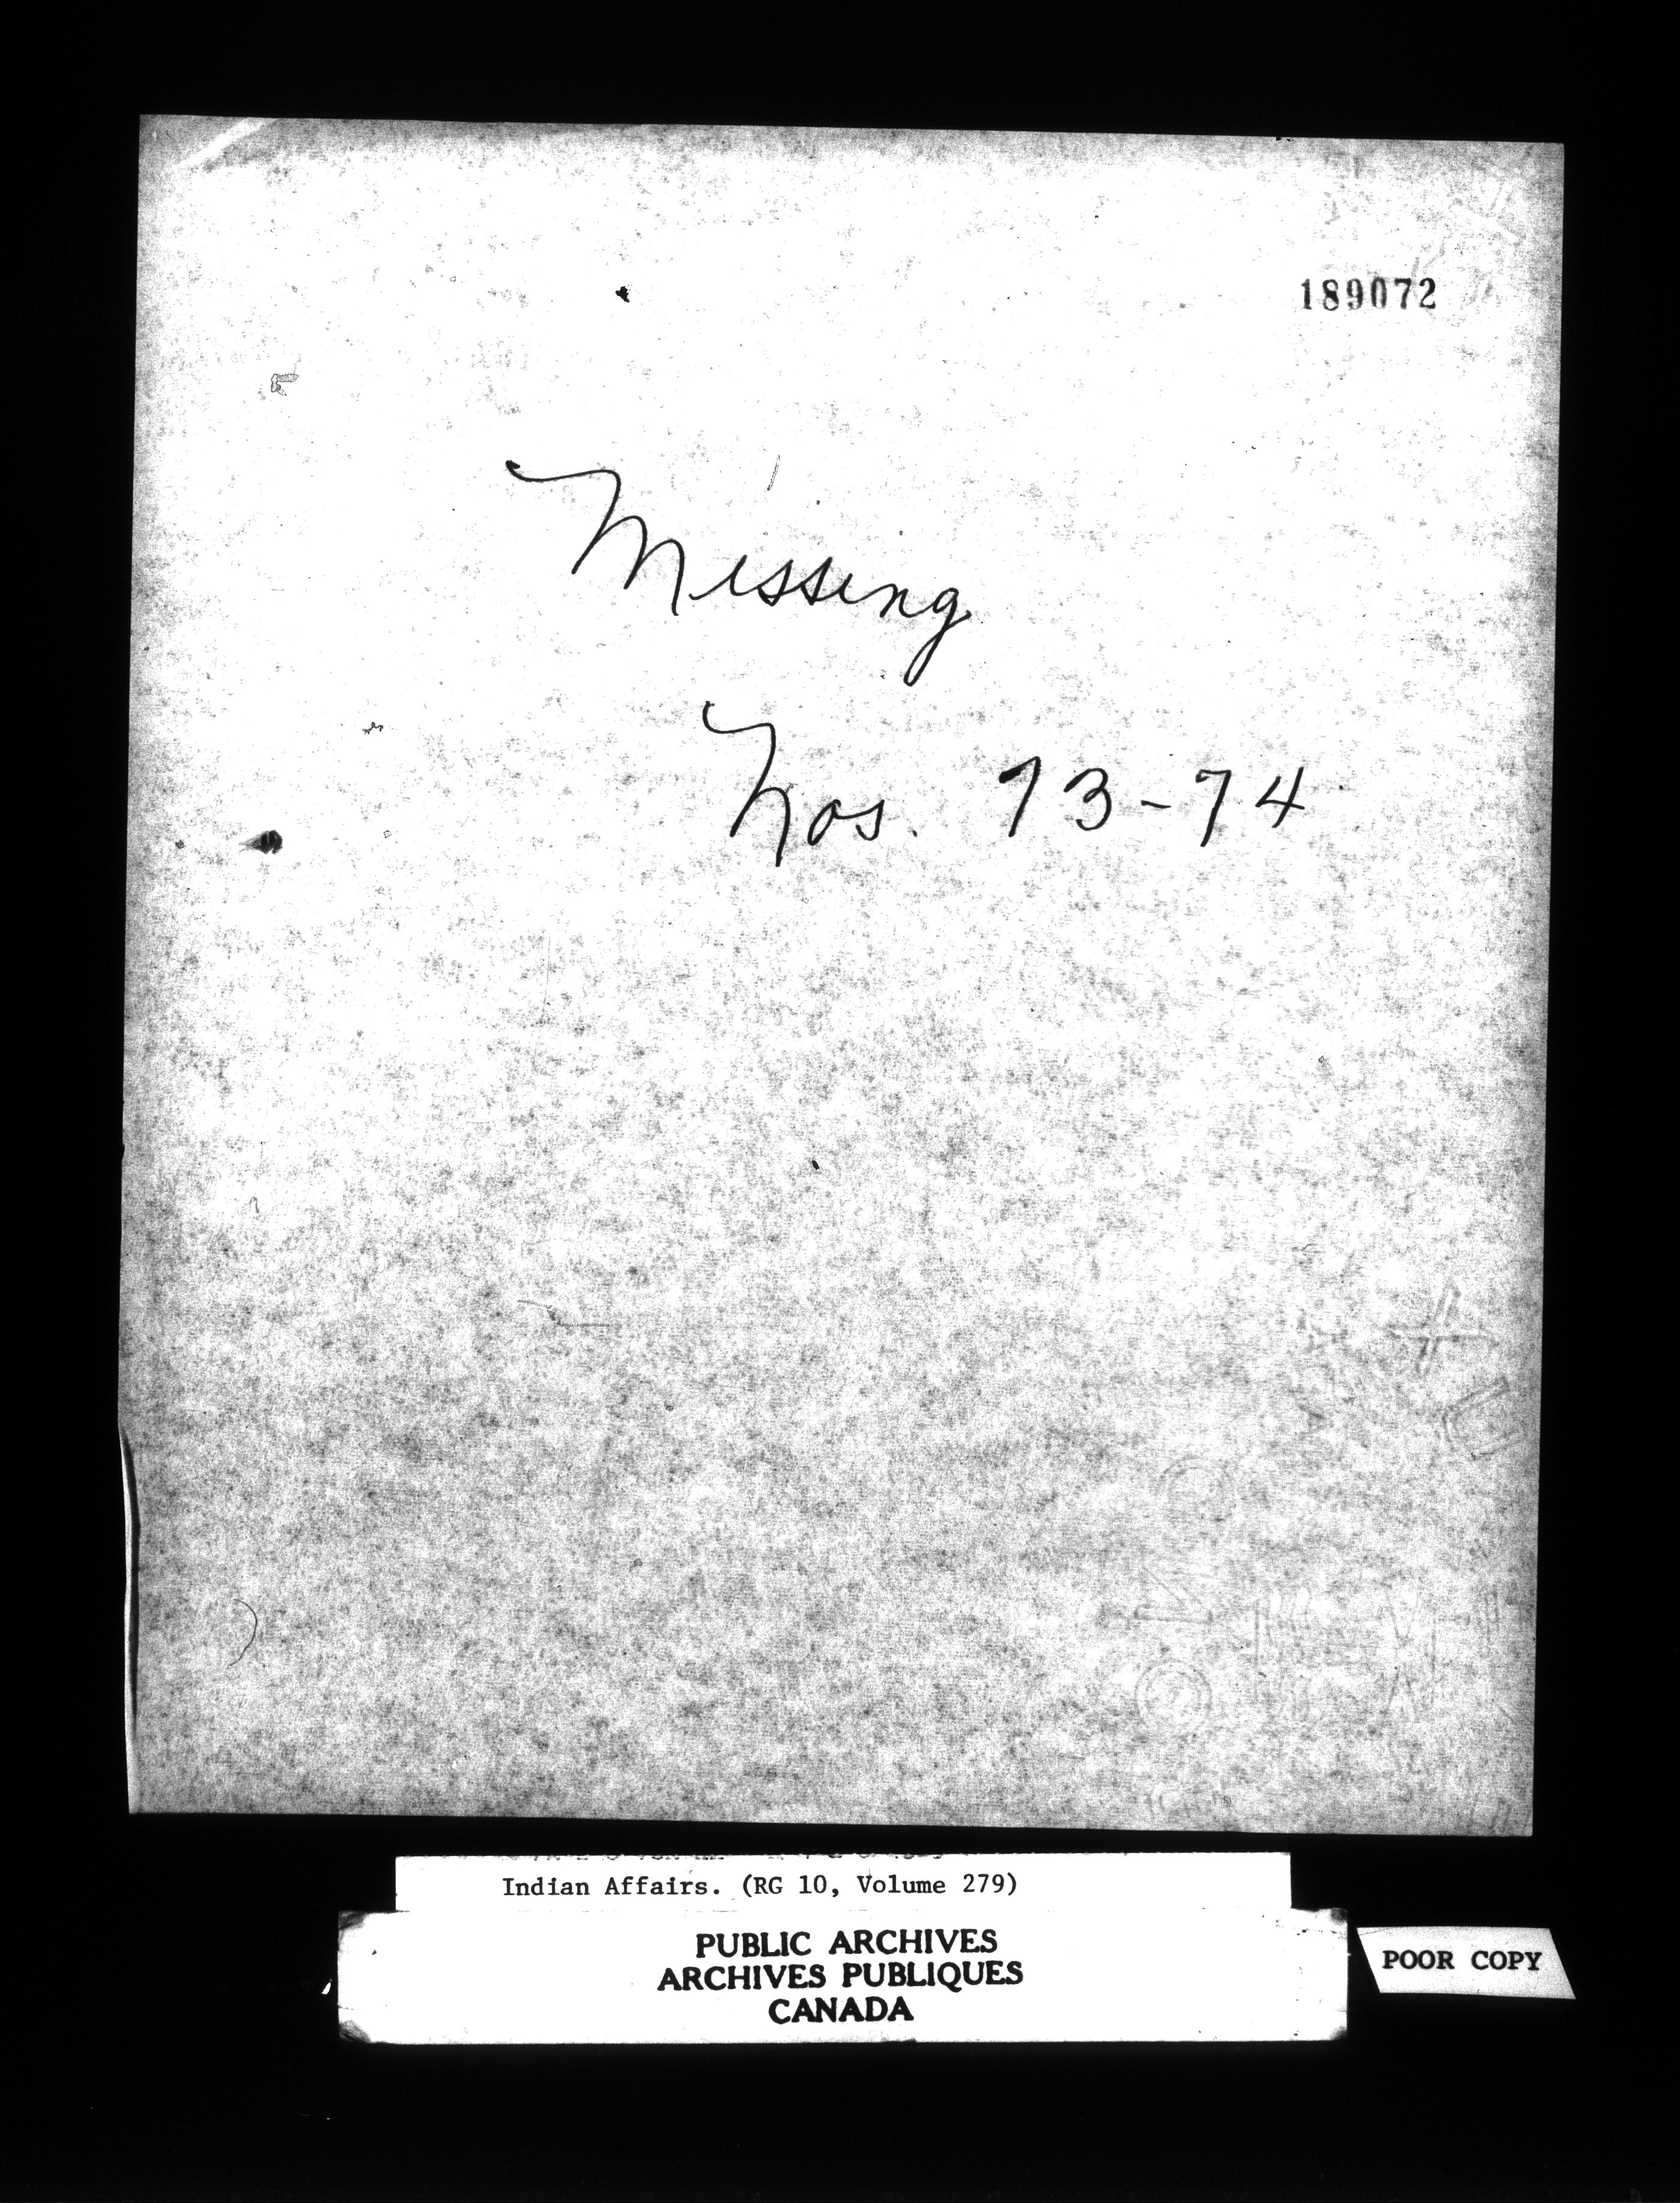 189072
Missing
Nos. 73-74
Indian Affairs. (RG 10, Volume 279)
PUBLIC ARCHIVES
ARCHIVES PUBLIQUES
CANADA
POOR COPY